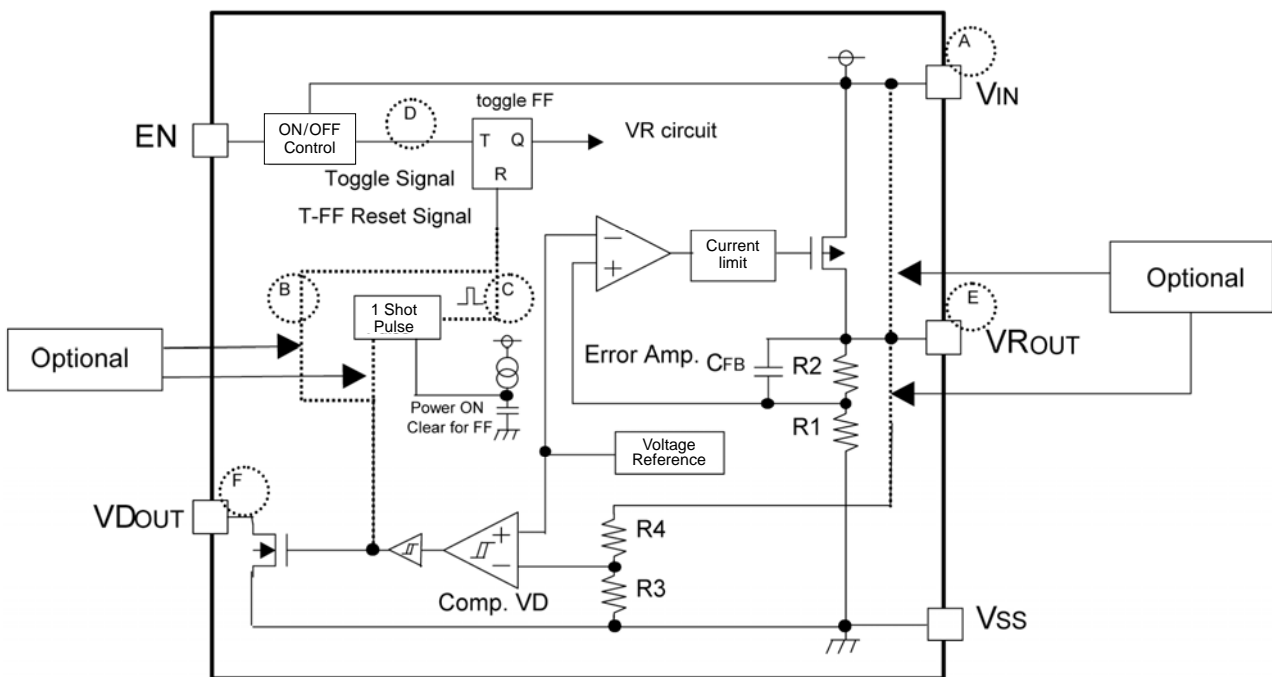 A
VIN
toggle FF
D
EN
ON/OFF
Control
T Q
R
VR circuit
Toggle Signal
T-FF Reset Signal
−
+
Current
limit
Optional
B
C
E
1 Shot
Pulse
VROUT
Optional
Error Amp.
CFB
R2
Power ON
Clear for FF
R1
Voltage
Reference
F
VDOUT
+
−
R4
R3
Comp. VD
VSS